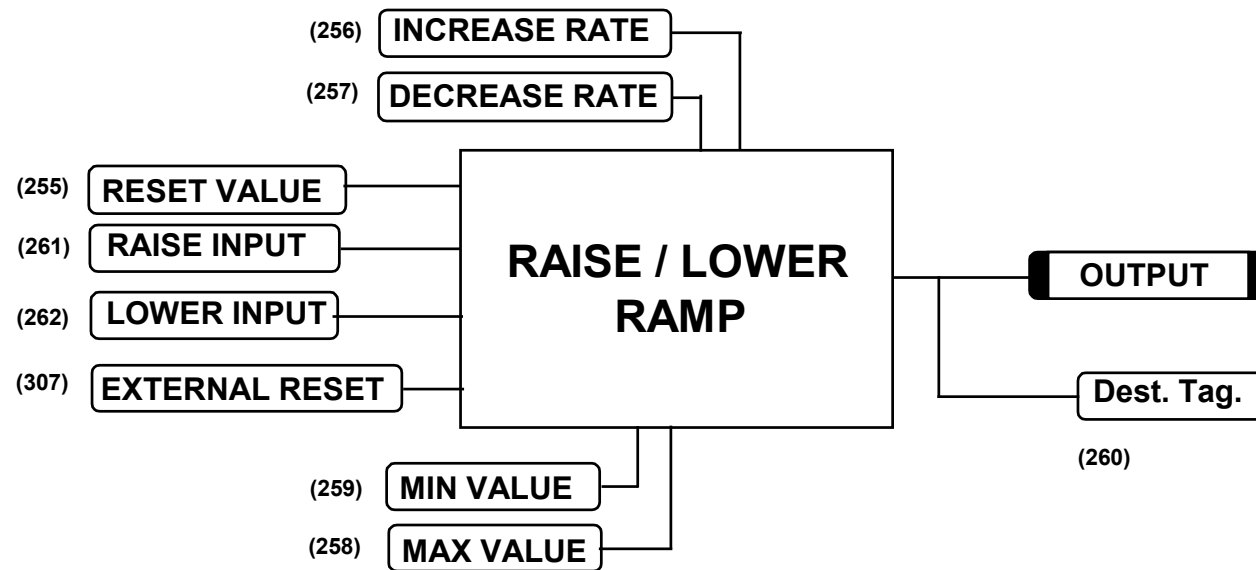 (256) INCREASE RATE
(257) DECREASE RATE
(255) RESET VALUE
(261) RAISE INPUT
(262) LOWER INPUT
(307) EXTERNAL RESET
RAISE / LOWER
RAMP
OUTPUT
Dest. Tag.
(260)
(259) MIN VALUE
(258) MAX VALUE